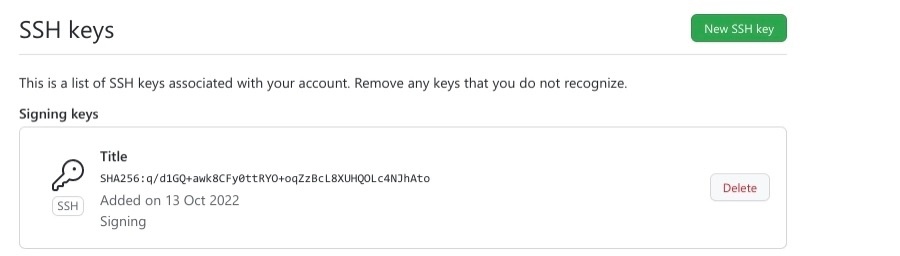 SSH keys
New SSH key
This is a list of SSH keys associated with your account. Remove any keys that you do not recognize.
Signing keys
Title
SHA256:q/d1GQ+awk8CFy0ttRYO+oqZzBcL8XUHQOLc4NJhAto
SSH
Added on 13 Oct 2022
Signing
Delete